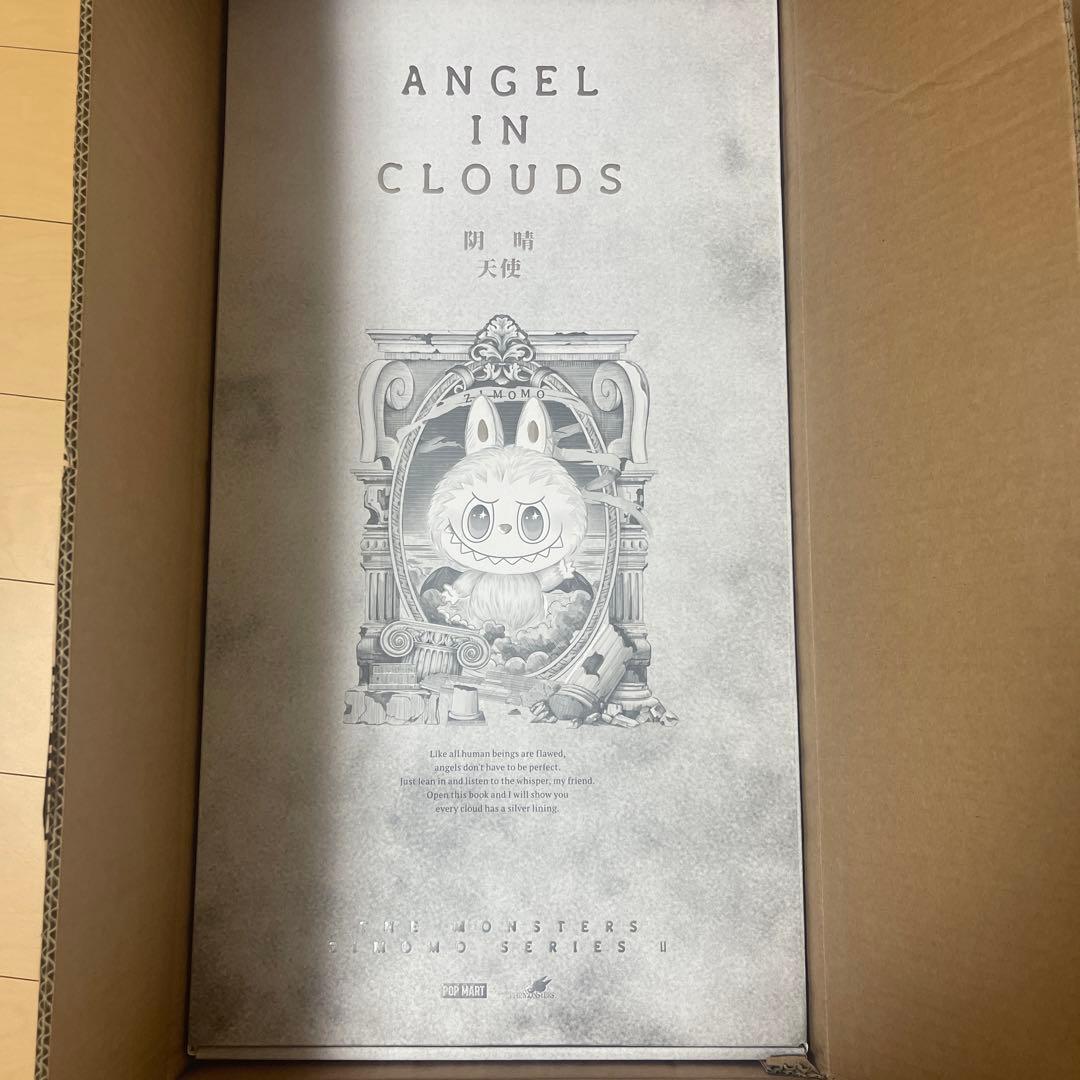 ANGEL
IN
CLOUDS
阴 晴
天使
ZIMOMO
Like all human beings are flawed,
angels don't have to be perfect.
Just lean in and listen to the whisper, my friend.
Open this book and I will show you
every cloud has a silver lining.
THE MONSTERS
ZIMOMO SERIES II
POP MART
THE MONSTERS